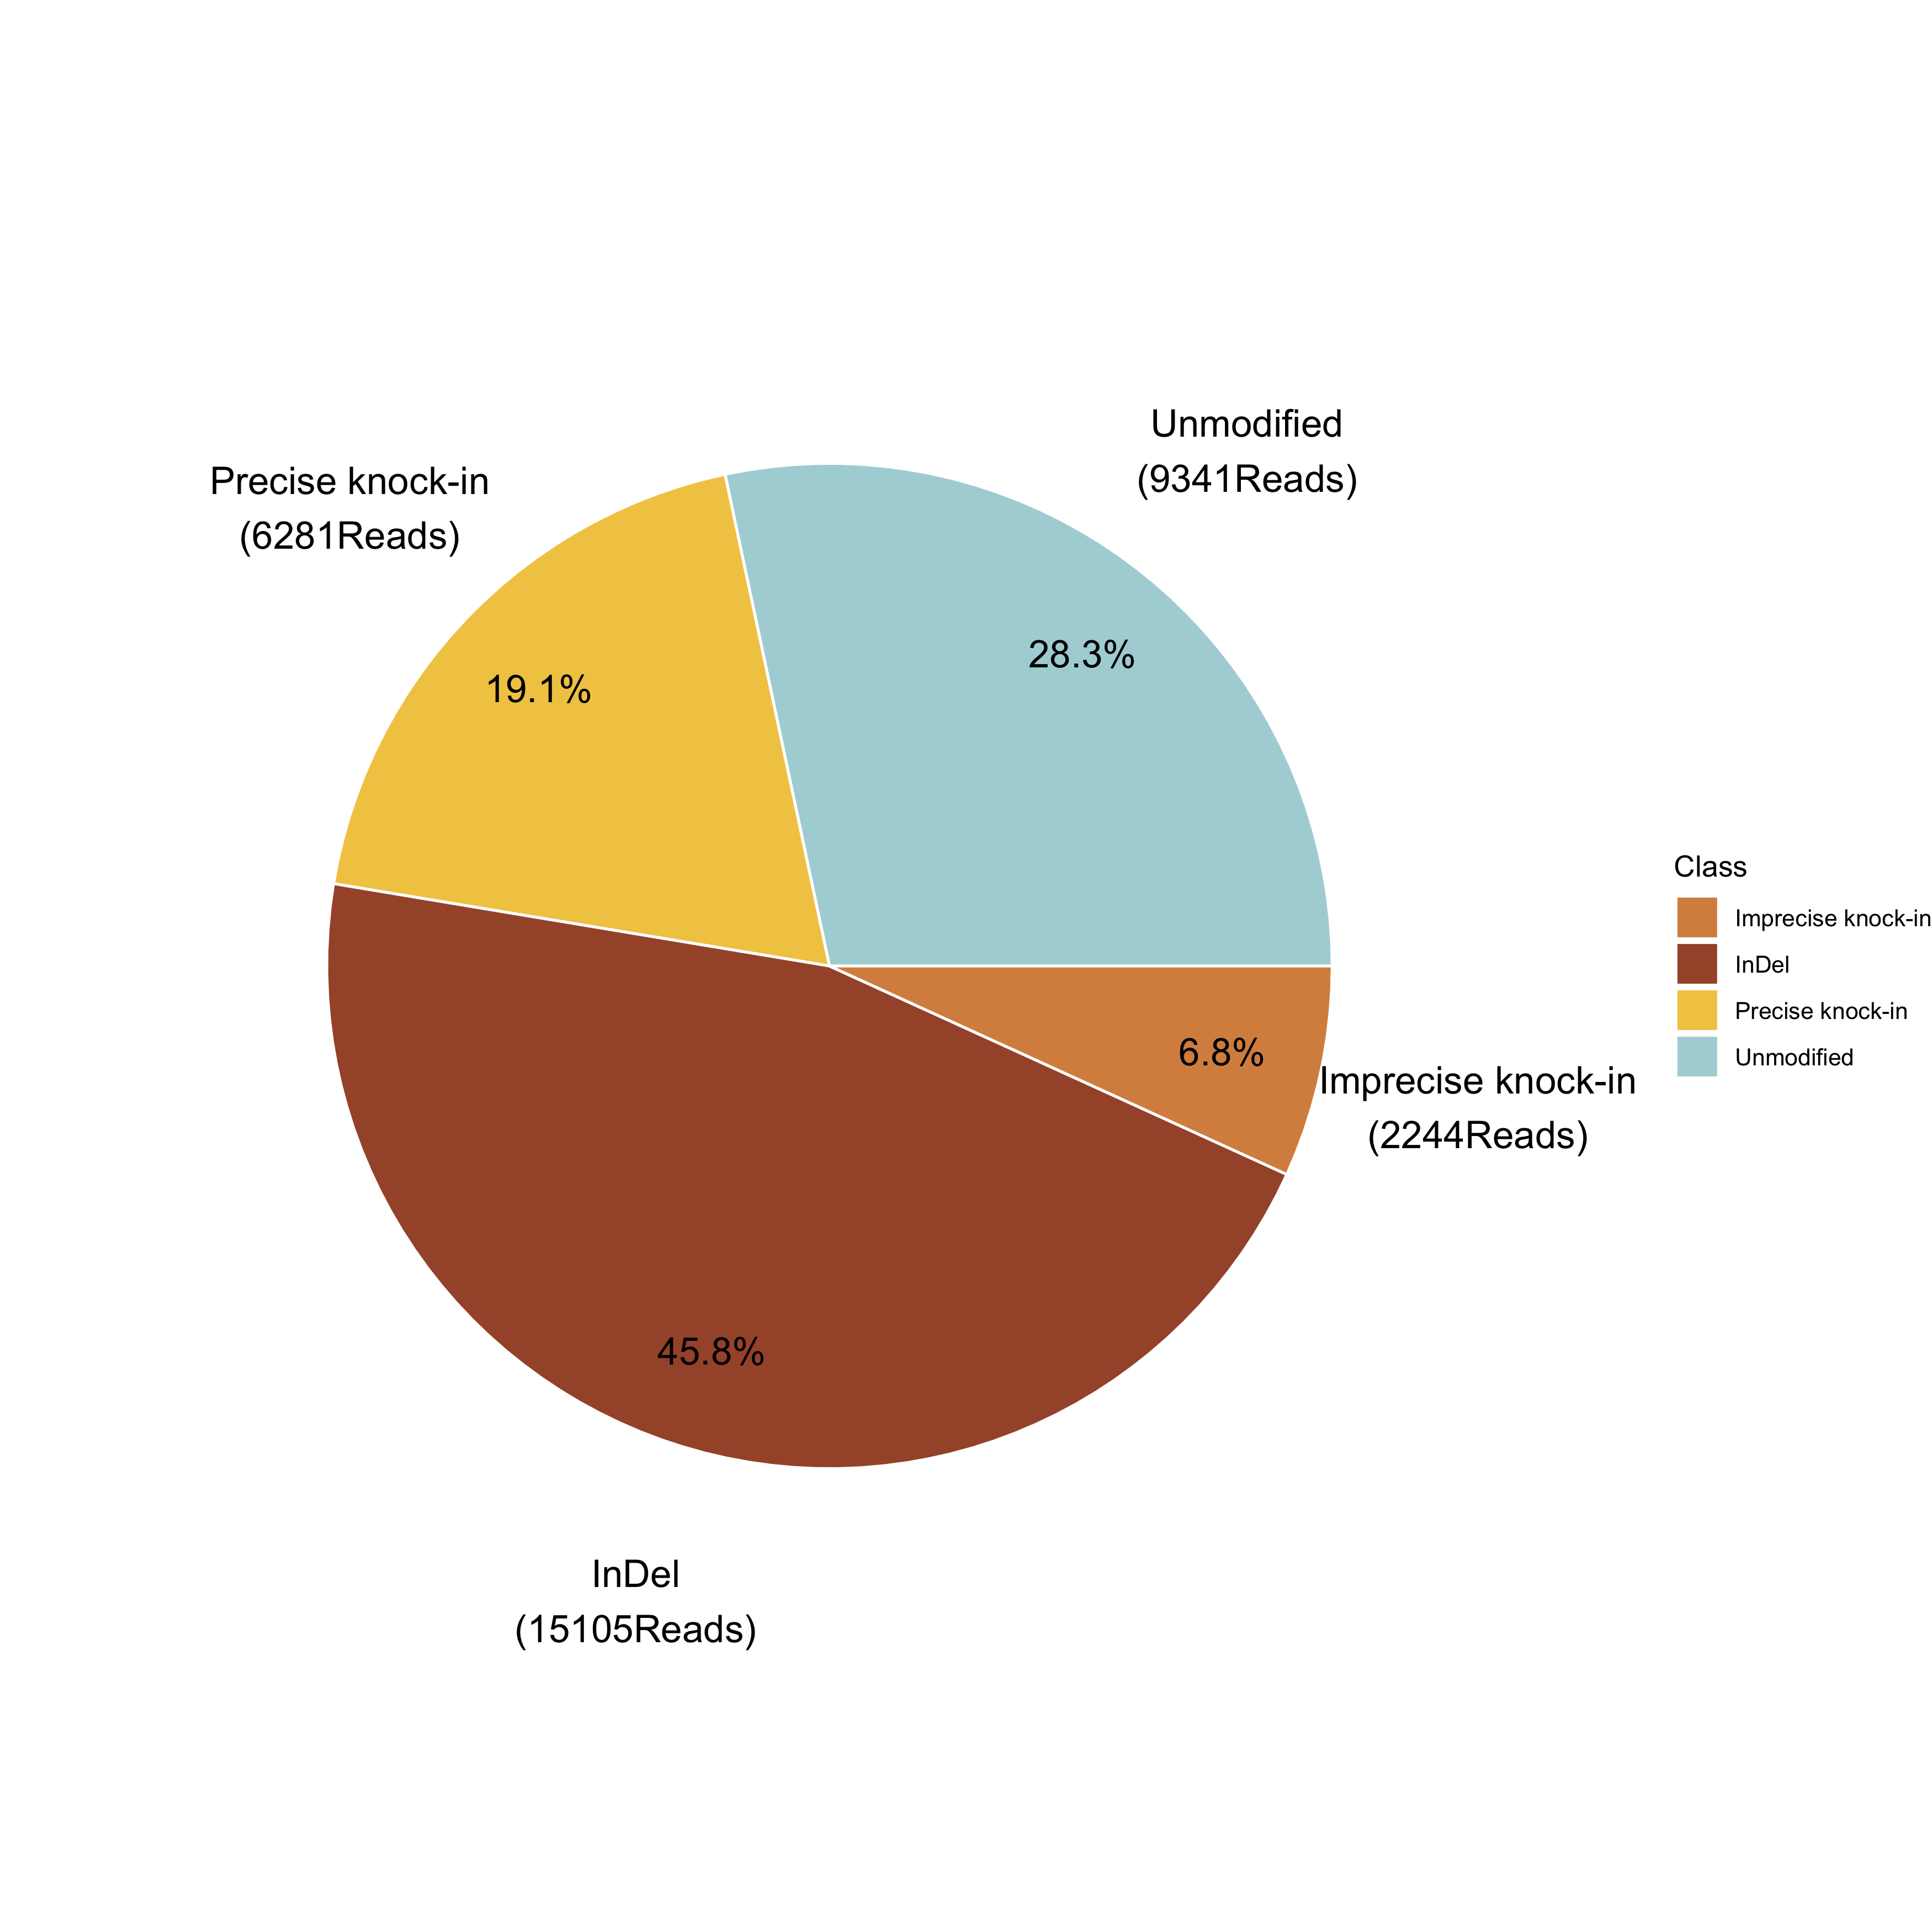 Unmodified
(9341Reads)
Precise knock-in
(6281Reads)
28.3%
19.1%
Class
Imprecise knock-in
InDel
Precise knock-in
Unmodified
6.8%
Imprecise knock-in
(2244Reads)
45.8%
InDel
(15105Reads)